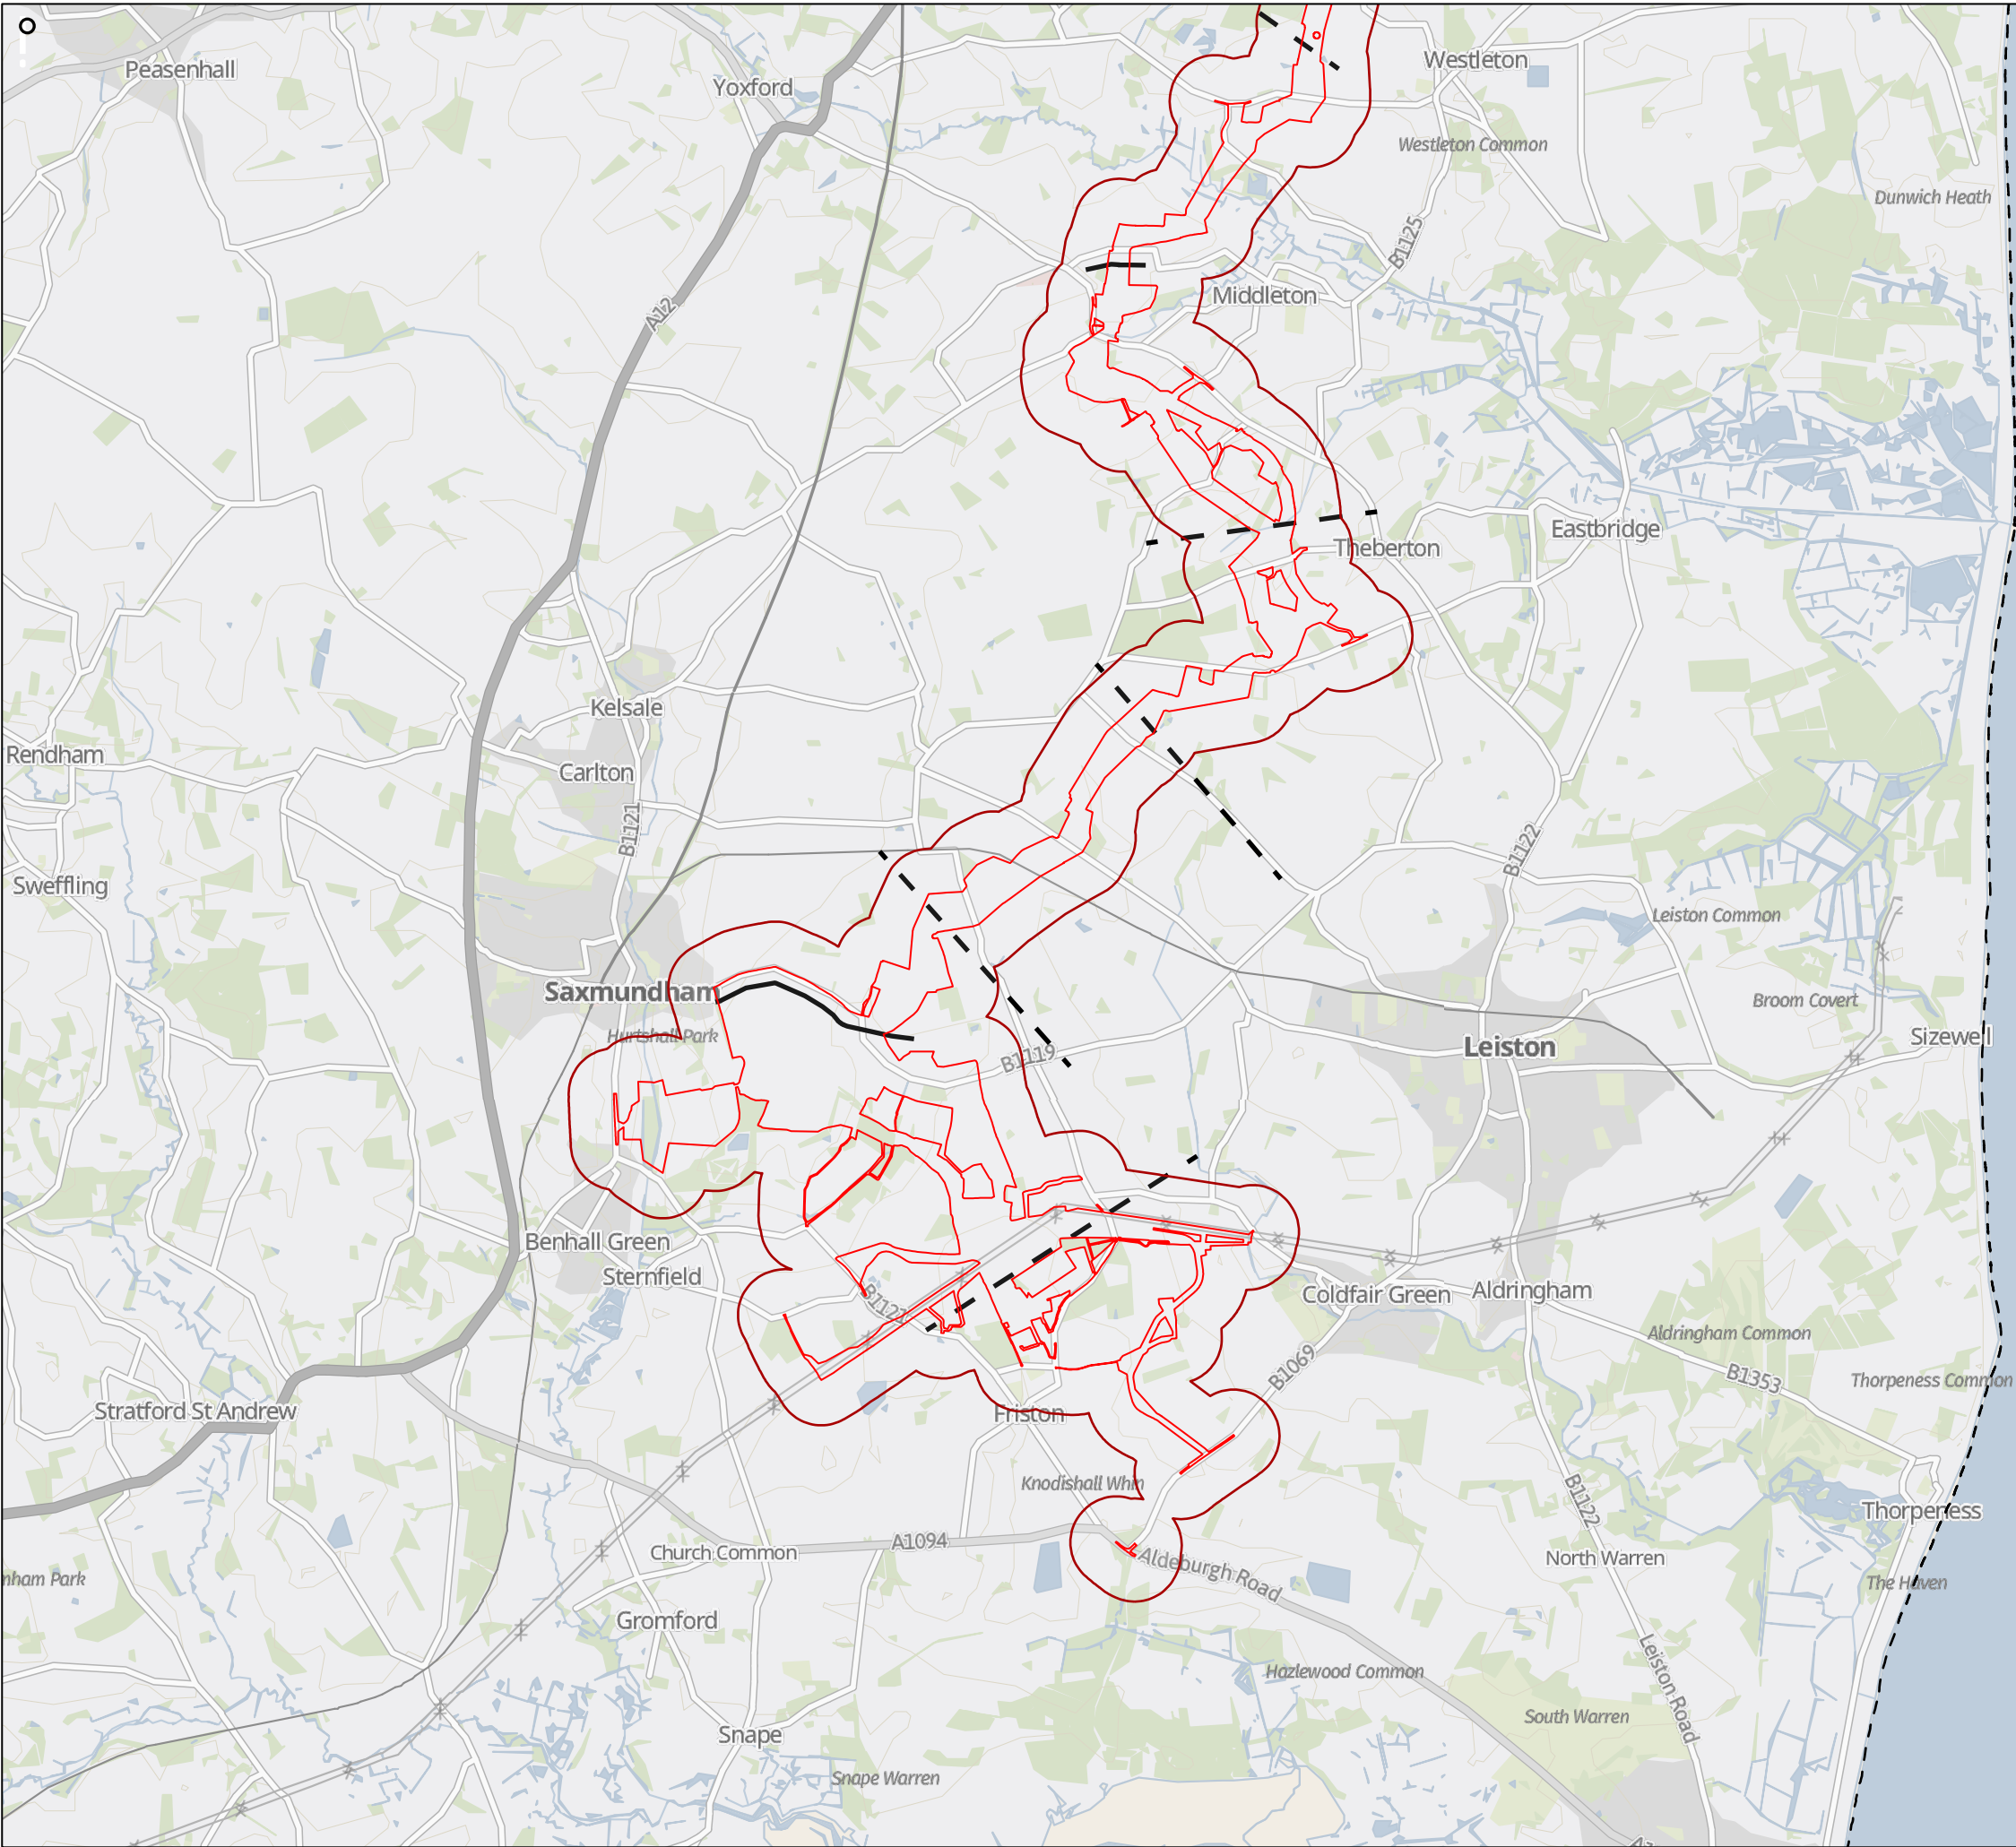 Peasenhall
Yoxford
Westleton
Westleton Common
Dunwich Heath
B1125
A12
Middleton
Eastbridge
Theberton
Kelsale
Rendham
Carlton
B1121
B1122
Sweffling
Leiston Common
Saxmundham
Broom Covert
Hurtshall Park
Sizewell
Leiston
B1119
Benhall Green
Sternfield
B1121
Coldfair Green
Aldringham
Aldringham Common
B1069
B1353
Thorpeness Common
Stratford St Andrew
Friston
Knodishall Whin
B1122
Thorpeness
A1094
Church Common
North Warren
Aldeburgh Road
nham Park
The Haven
Gromford
Leiston Road
Hazlewood Common
South Warren
Snape
Snape Warren